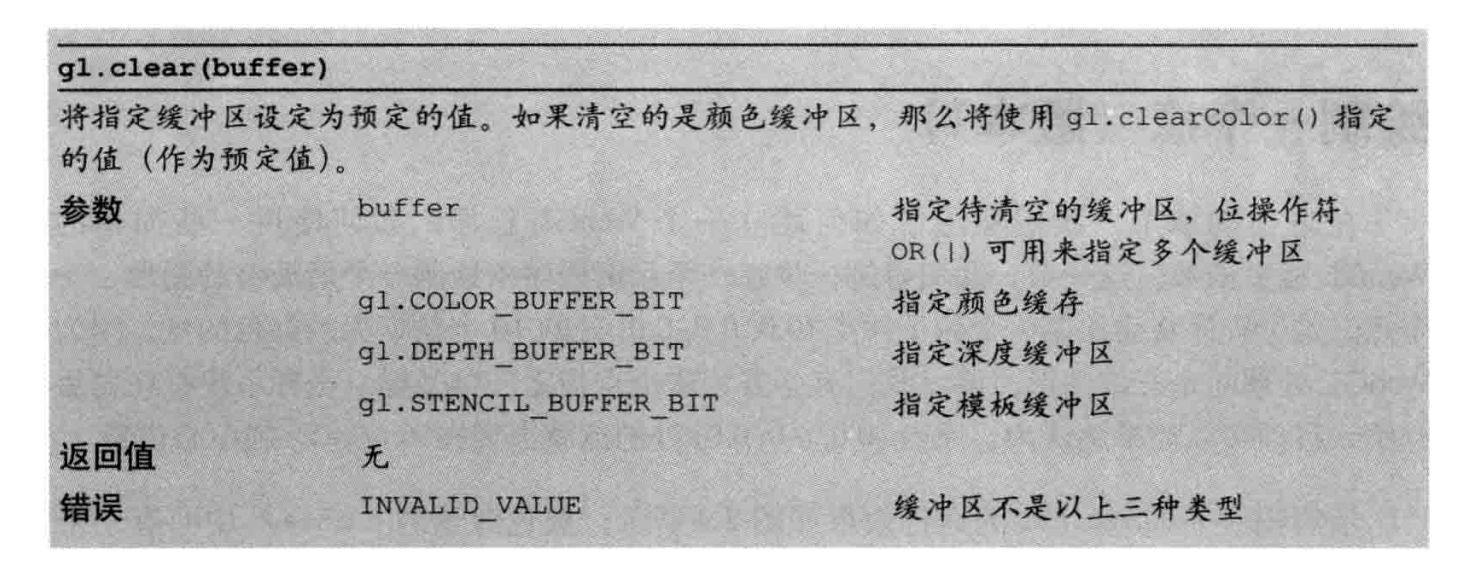 gl.clear(buffer)
将指定缓冲区设定为预定的值。如果清空的是颜色缓冲区，那么将使用 gl.clearColor() 指定
的值（作为预定值）。
参数 buffer 指定待清空的缓冲区，位操作符
OR(|) 可用来指定多个缓冲区
gl.COLOR_BUFFER_BIT 指定颜色缓存
gl.DEPTH_BUFFER_BIT 指定深度缓冲区
gl.STENCIL_BUFFER_BIT 指定模板缓冲区
返回值 无
错误 INVALID_VALUE 缓冲区不是以上三种类型